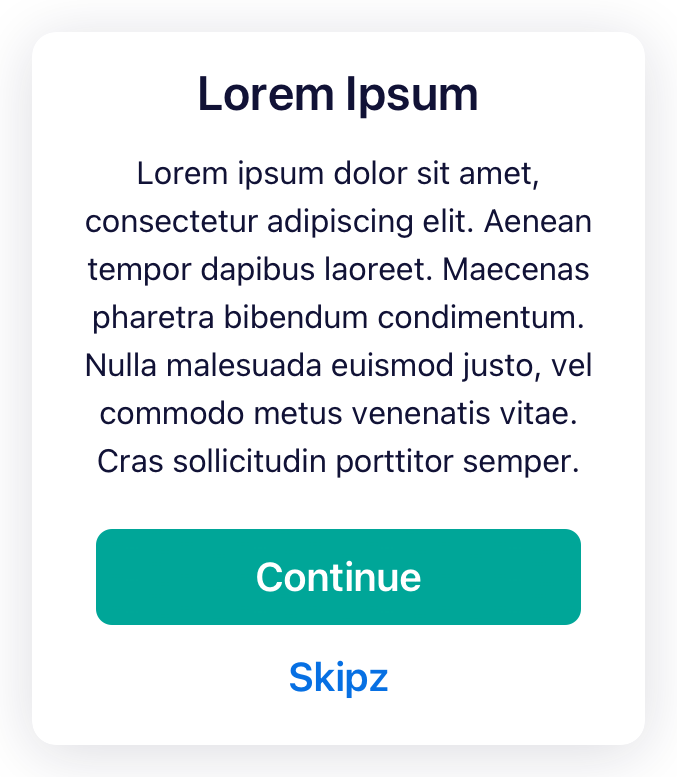 Lorem Ipsum
Lorem ipsum dolor sit amet,
consectetur adipiscing elit. Aenean
tempor dapibus laoreet. Maecenas
pharetra bibendum condimentum.
Nulla malesuada euismod justo, vel
commodo metus venenatis vitae.
Cras sollicitudin porttitor semper.
Continue
Skipz